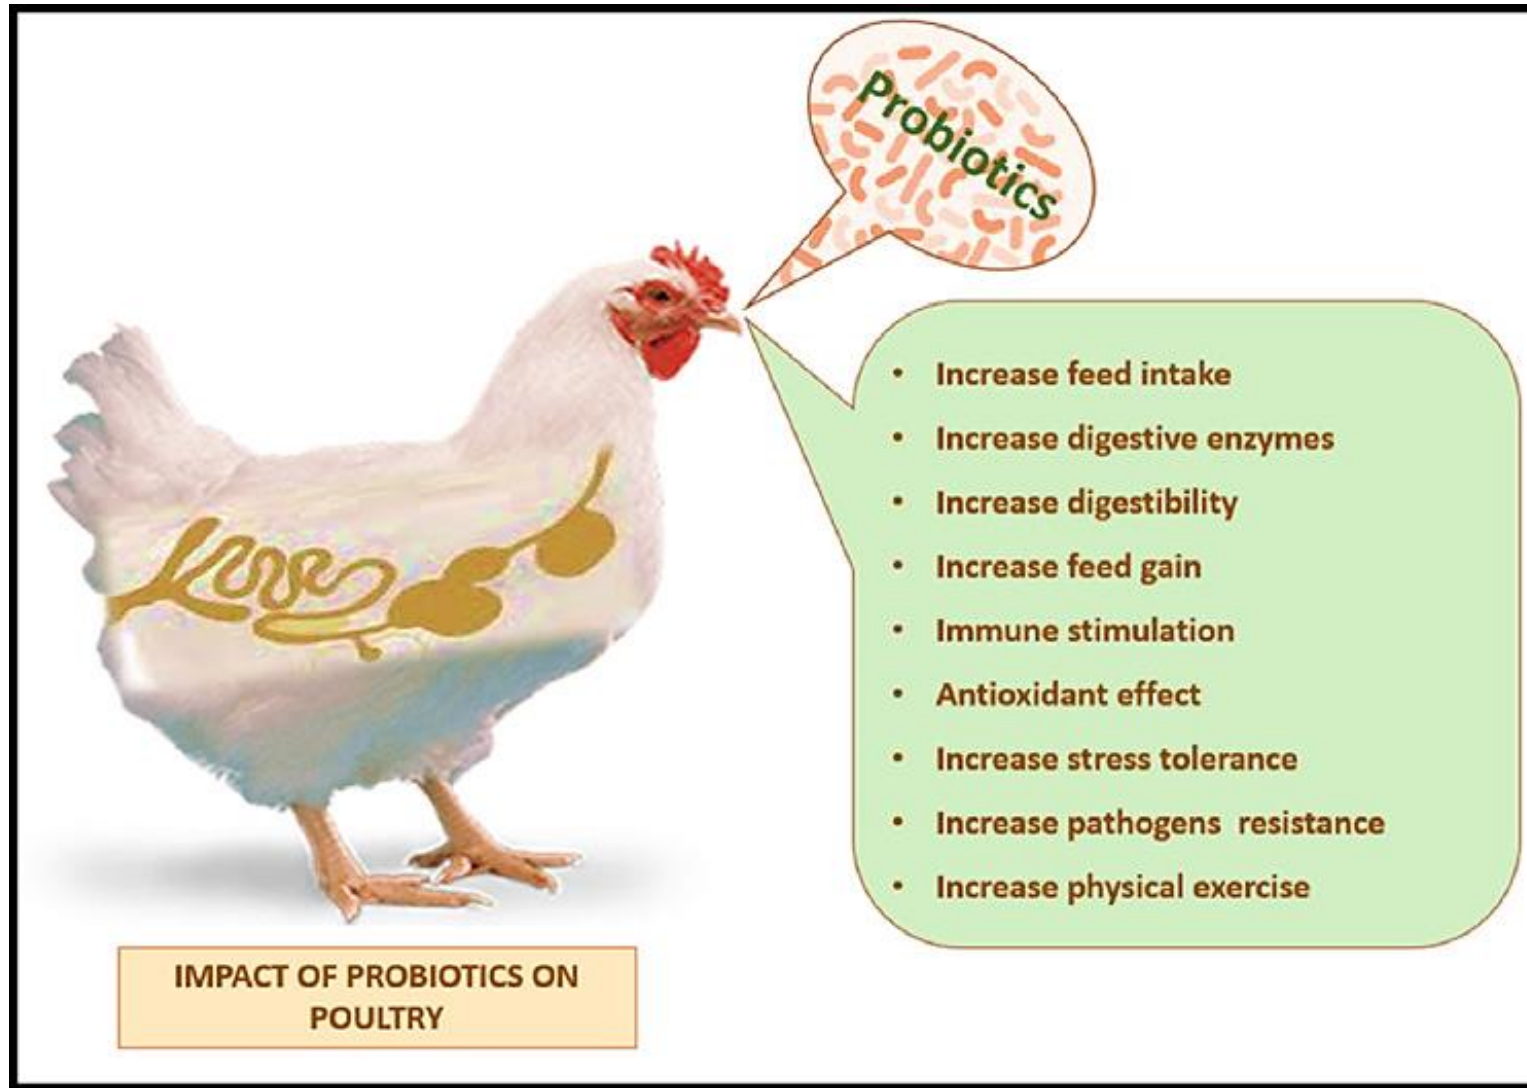 Probiotics
• Increase feed intake
• Increase digestive enzymes
• Increase digestibility
• Increase feed gain
• Immune stimulation
• Antioxidant effect
• Increase stress tolerance
• Increase pathogens  resistance
• Increase physical exercise
IMPACT OF PROBIOTICS ON
POULTRY